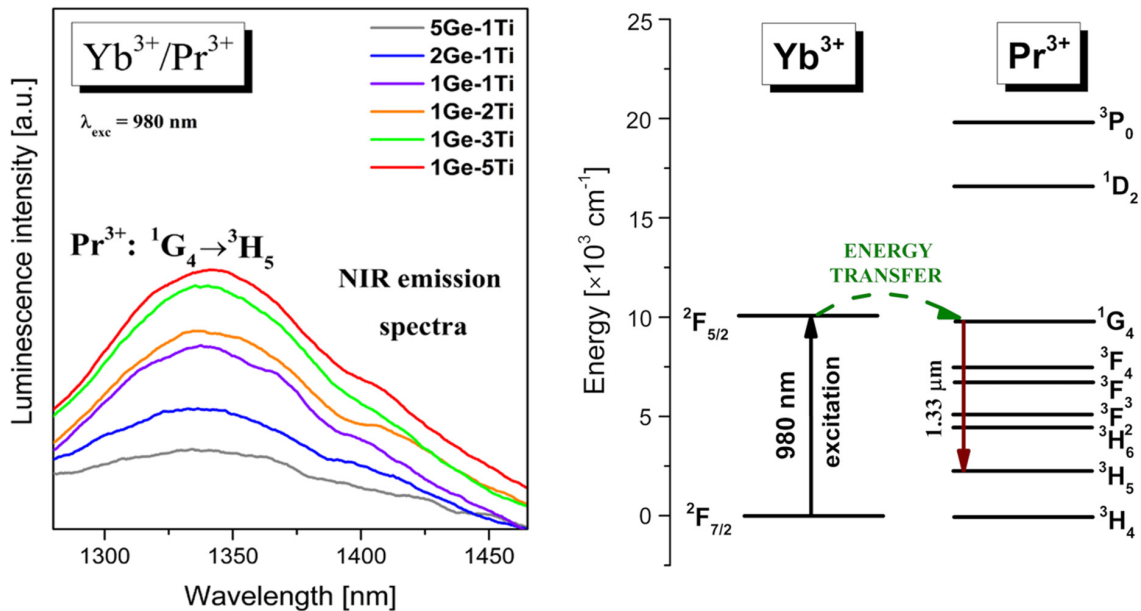 Yb³⁺/Pr³⁺
λexc = 980 nm
5Ge-1Ti
2Ge-1Ti
1Ge-1Ti
1Ge-2Ti
1Ge-3Ti
1Ge-5Ti
Pr³⁺: ¹G₄→³H₅
NIR emission
spectra
Luminescence intensity [a.u.]
1300
1350
1400
1450
Wavelength [nm]
Energy [×10³ cm⁻¹]
25
20
15
10
5
0
Yb³⁺
Pr³⁺
³P₀
¹D₂
ENERGY
TRANSFER
²F₅/₂
²F₇/₂
980 nm
excitation
1.33 μm
¹G₄
³F₄
³F₃
³F₂
³H₆
³H₅
³H₄